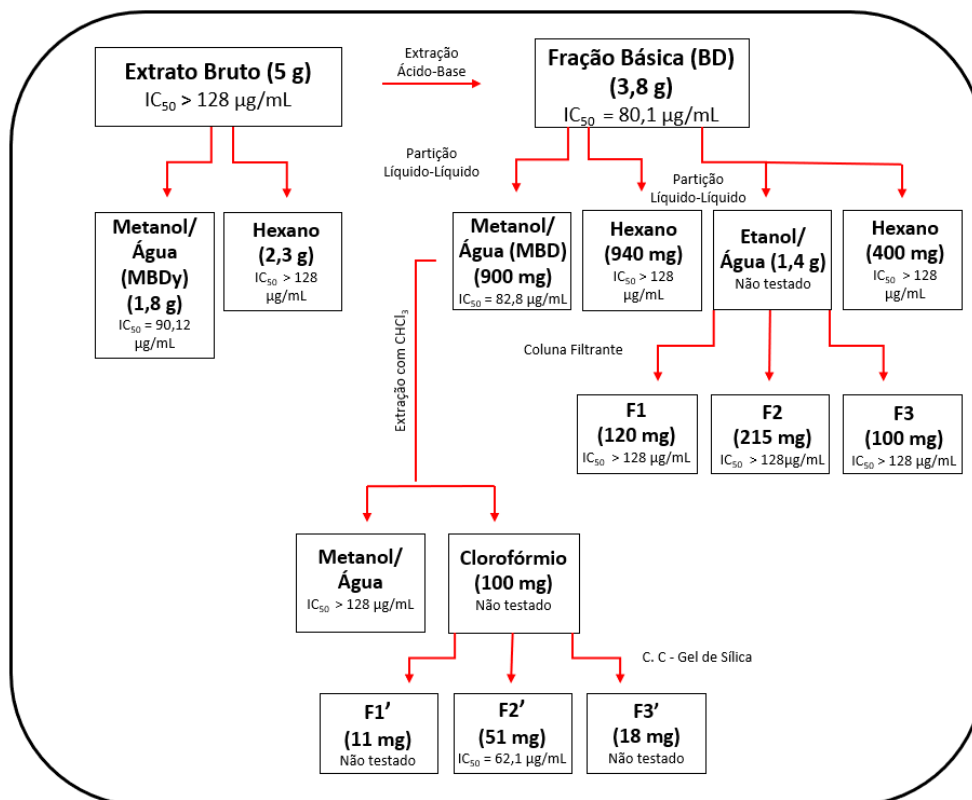 Extrato Bruto (5 g)
IC₅₀ > 128 µg/mL
Extração
Ácido-Base
Fração Básica (BD)
(3,8 g)
IC₅₀ = 80,1 µg/mL
Partição
Líquido-Líquido
Partição
Líquido-Líquido
Metanol/
Água
(MBDy)
(1,8 g)
IC₅₀ = 90,12
µg/mL
Hexano
(2,3 g)
IC₅₀ > 128
µg/mL
Metanol/
Água (MBD)
(900 mg)
IC₅₀ = 82,8 µg/mL
Hexano
(940 mg)
IC₅₀ > 128
µg/mL
Etanol/
Água (1,4 g)
Não testado
Hexano
(400 mg)
IC₅₀ > 128
µg/mL
Extração com CHCl₃
Coluna Filtrante
F1
(120 mg)
IC₅₀ > 128 µg/mL
F2
(215 mg)
IC₅₀ > 128µg/mL
F3
(100 mg)
IC₅₀ > 128 µg/mL
Metanol/
Água
IC₅₀ > 128 µg/mL
Clorofórmio
(100 mg)
Não testado
C. C - Gel de Sílica
F1’
(11 mg)
Não testado
F2’
(51 mg)
IC₅₀ = 62,1 µg/mL
F3’
(18 mg)
Não testado